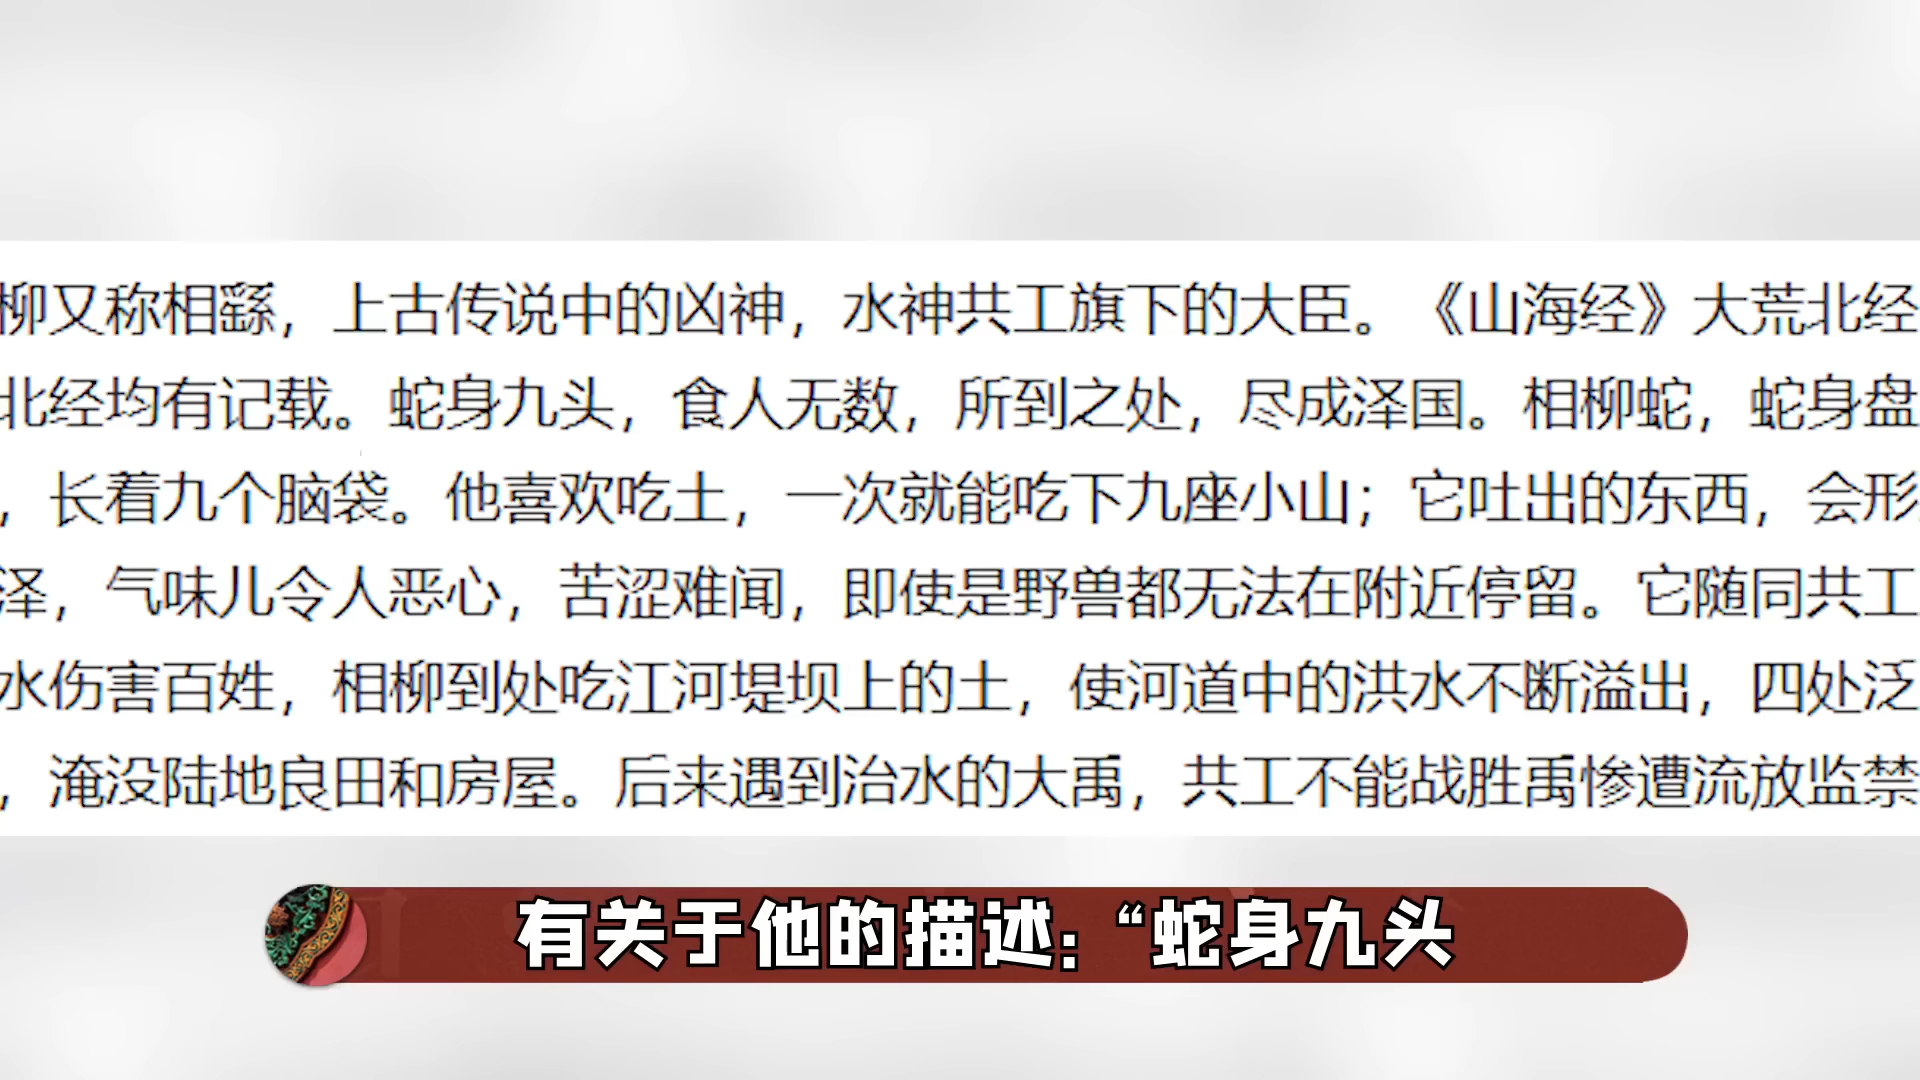 柳又称相繇，上古传说中的凶神，水神共工旗下的大臣。《山海经》大荒北经
北经均有记载。蛇身九头，食人无数，所到之处，尽成泽国。相柳蛇，蛇身盘
，长着九个脑袋。他喜欢吃土，一次就能吃下九座小山；它吐出的东西，会形
泽，气味儿令人恶心，苦涩难闻，即使是野兽都无法在附近停留。它随同共工
水伤害百姓，相柳到处吃江河堤坝上的土，使河道中的洪水不断溢出，四处泛
，淹没陆地良田和房屋。后来遇到治水的大禹，共工不能战胜禹惨遭流放监禁
有关于他的描述：“蛇身九头